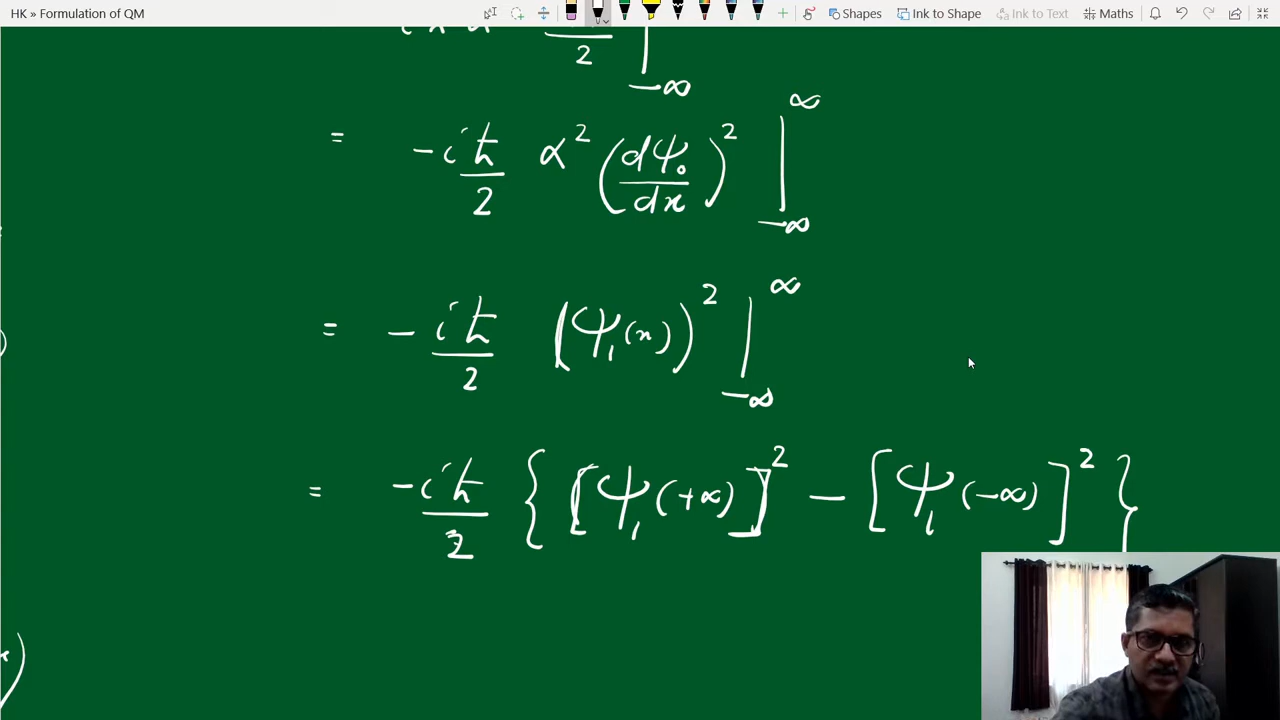 HK » Formulation of QM
Shapes Ink to Shape Ink to Text Maths
2 -∞
= -iħ/2 α² (dψ₀/dx)² |_{-∞}^{∞}
= -iħ/2 (ψ₁(x))² |_{-∞}^{∞}
= -iħ/2 { [ψ₁(+∞)]² - [ψ₁(-∞)]² }